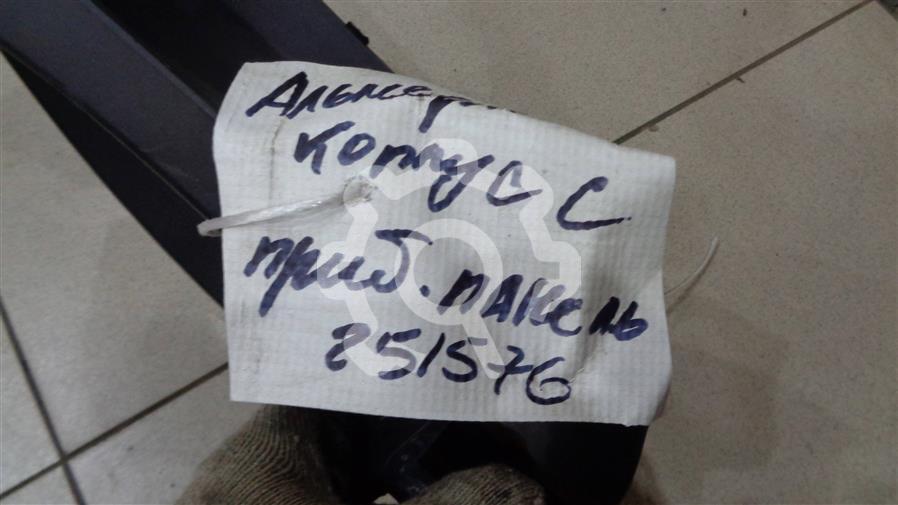 Альмера
Корпус С
приб. панель
251576